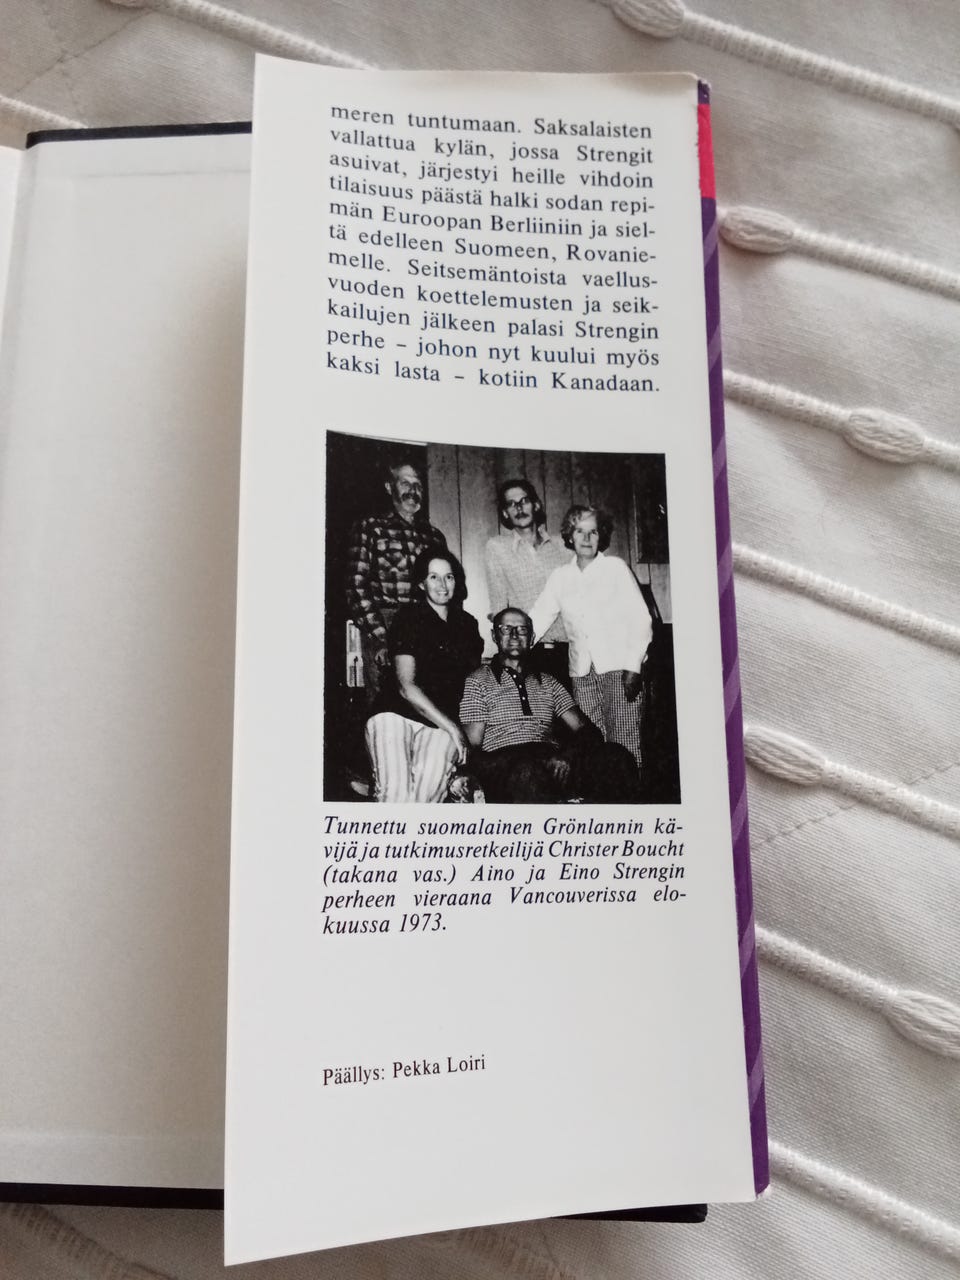 meren tuntumaan. Saksalaisten
vallattua kylän, jossa Strengit
asuivat, järjestyi heille vihdoin
tilaisuus päästä halki sodan repi-
män Euroopan Berliiniin ja siel-
tä edelleen Suomeen, Rovanie-
melle. Seitsemäntoista vaellus-
vuoden koettelemusten ja seik-
kailujen jälkeen palasi Strengin
perhe – johon nyt kuului myös
kaksi lasta – kotiin Kanadaan.
Tunnettu suomalainen Grönlannin kä-
vijä ja tutkimusretkeilijä Christer Boucht
(takana vas.) Aino ja Eino Strengin
perheen vieraana Vancouverissa elo-
kuussa 1973.
Päällys: Pekka Loiri